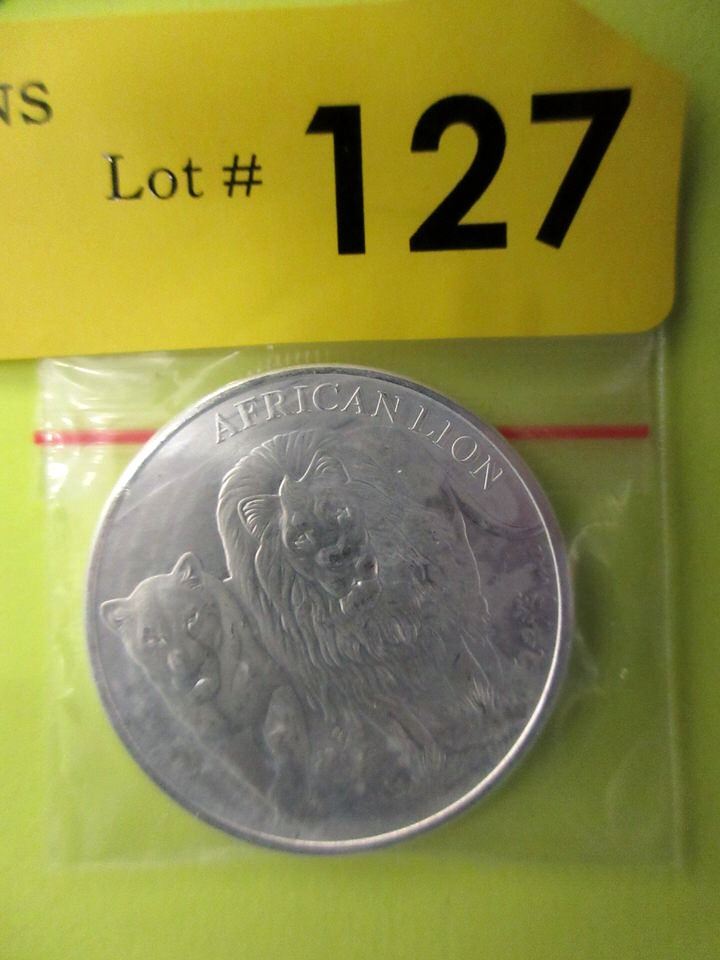 NS
Lot # 127
AFRICAN LION